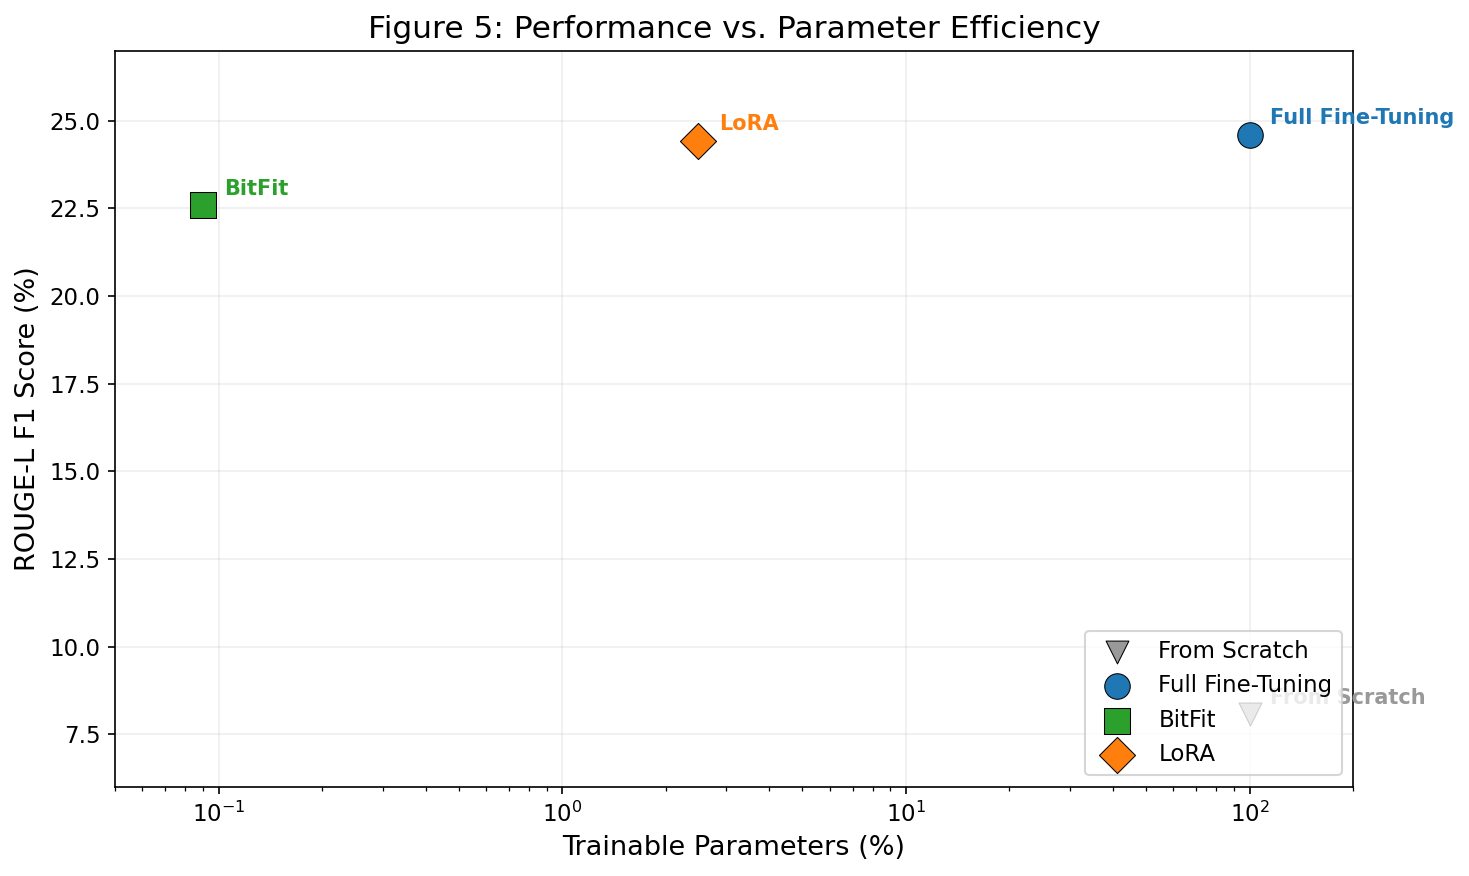 Figure 5: Performance vs. Parameter Efficiency
ROUGE-L F1 Score (%)
25.0
22.5
20.0
17.5
15.0
12.5
10.0
7.5
BitFit
LoRA
Full Fine-Tuning
From Scratch
From Scratch
Full Fine-Tuning
BitFit
LoRA
10⁻¹
10⁰
10¹
10²
Trainable Parameters (%)